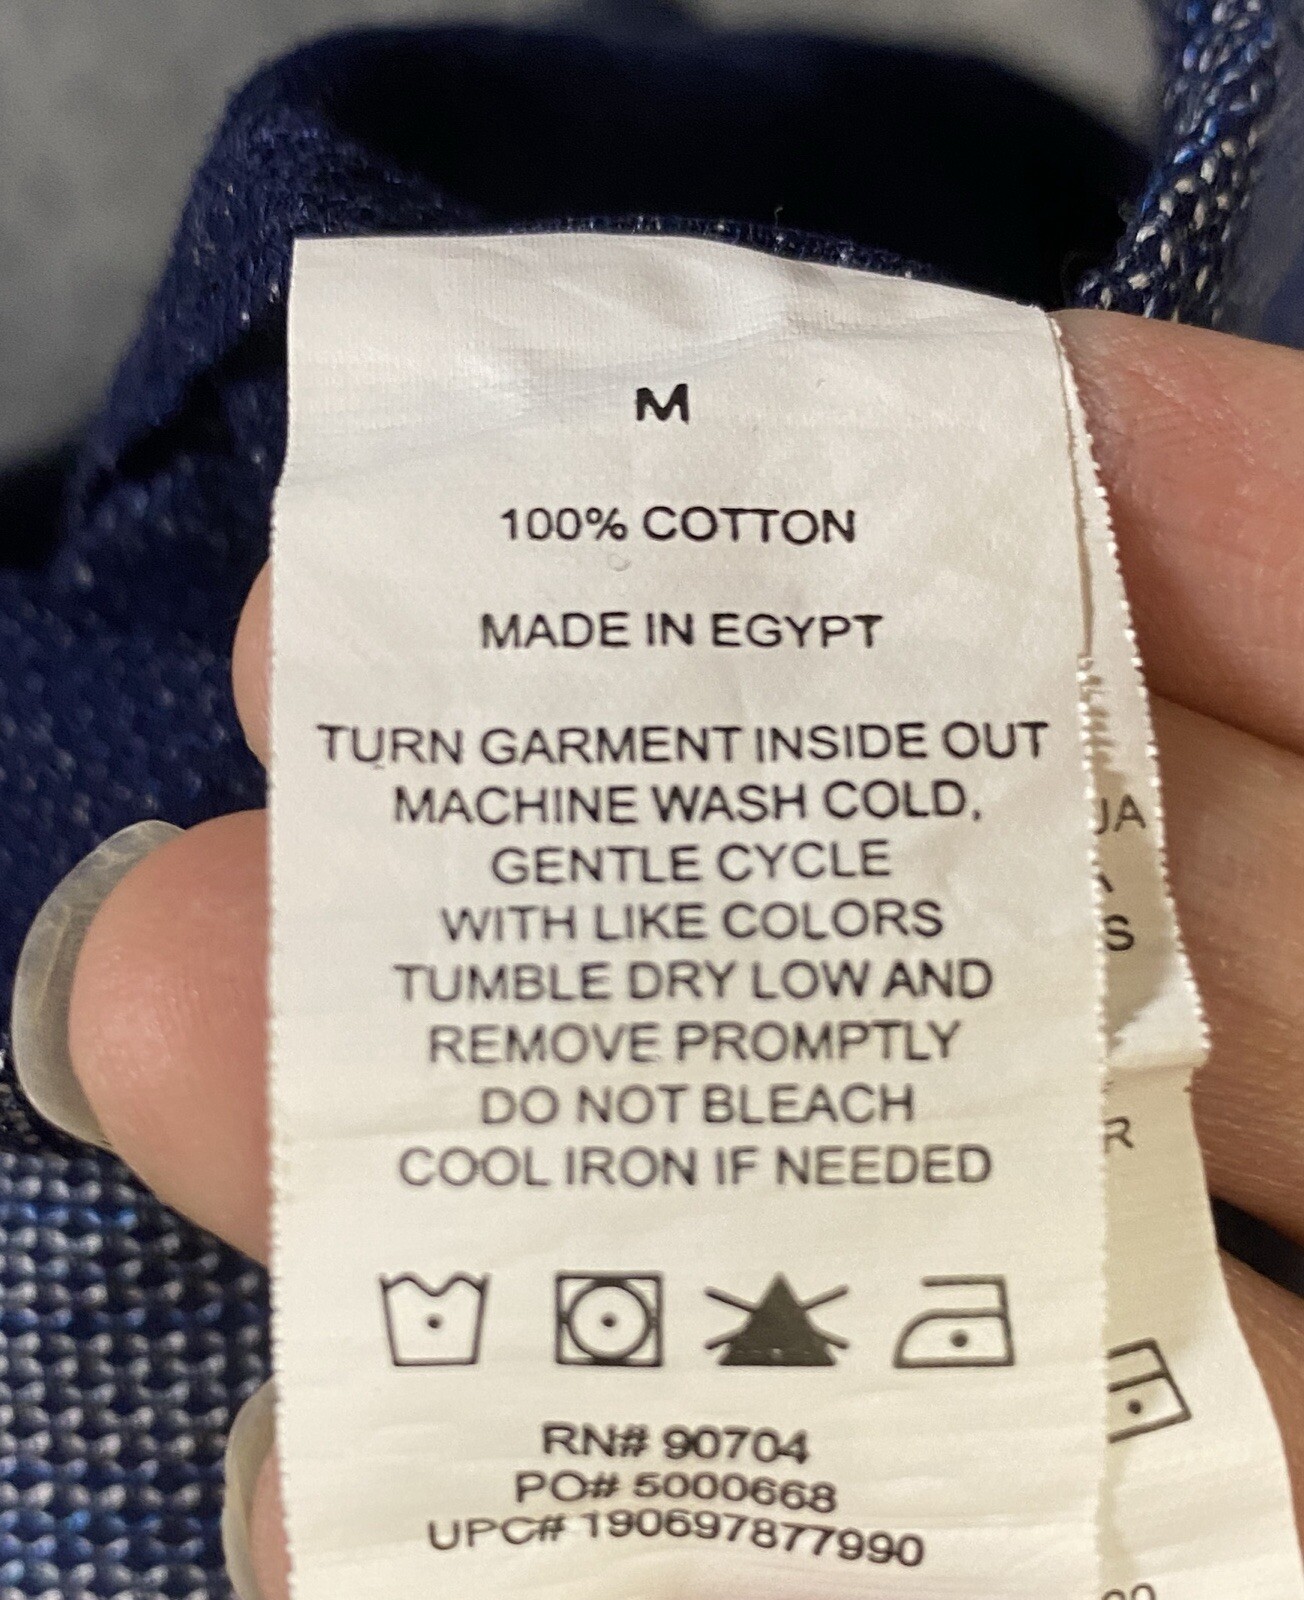 M
100% COTTON
MADE IN EGYPT
TURN GARMENT INSIDE OUT
MACHINE WASH COLD,
GENTLE CYCLE
WITH LIKE COLORS
TUMBLE DRY LOW AND
REMOVE PROMPTLY
DO NOT BLEACH
COOL IRON IF NEEDED
RN# 90704
PO# 5000668
UPC# 190697877990